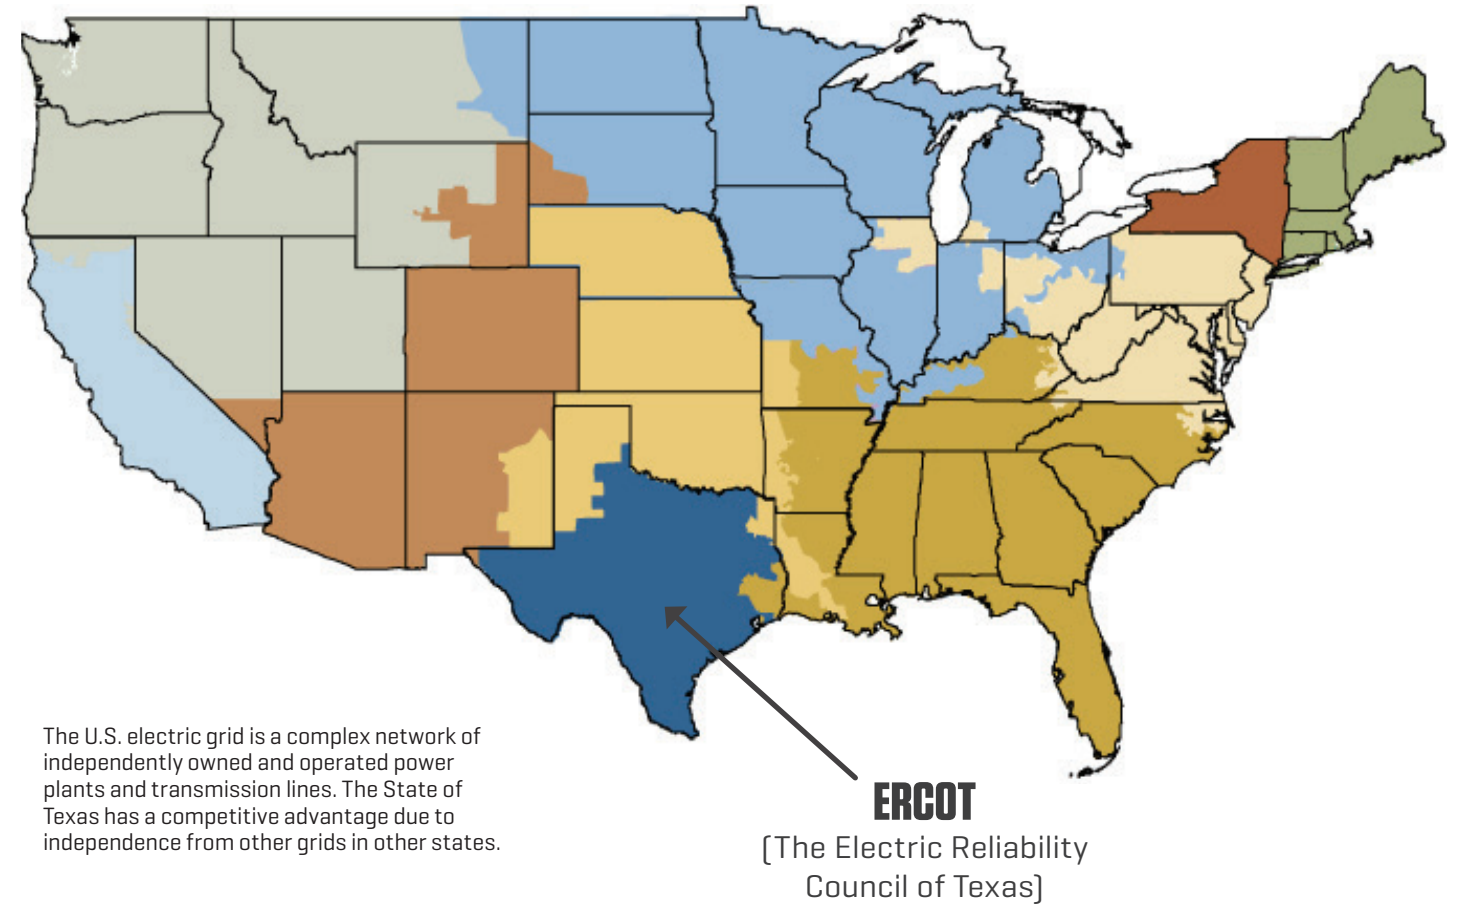 The U.S. electric grid is a complex network of
independently owned and operated power
plants and transmission lines. The State of
Texas has a competitive advantage due to
independence from other grids in other states.
ERCOT
(The Electric Reliability
Council of Texas)